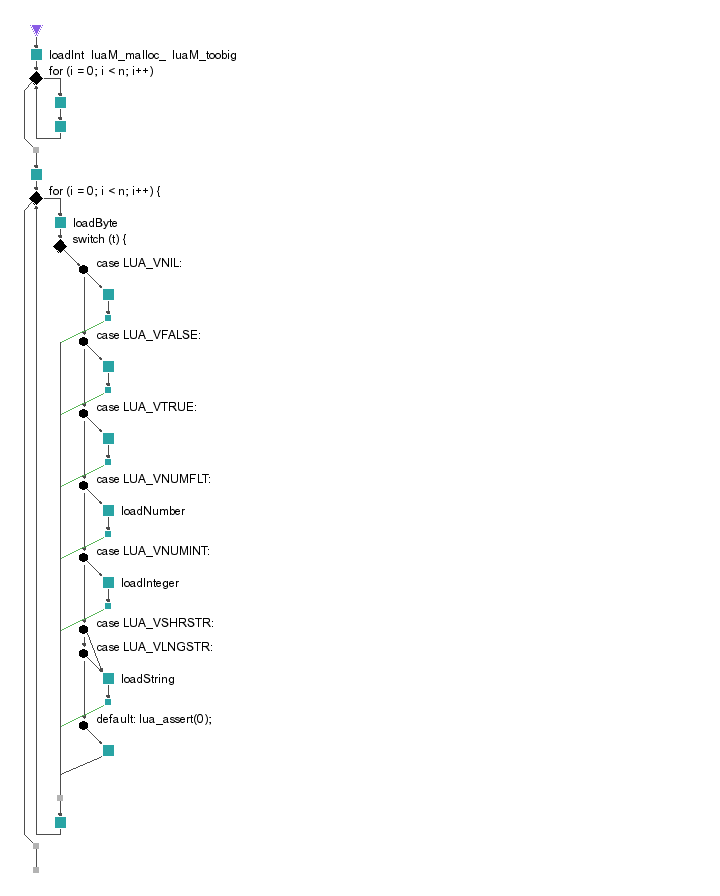 loadInt luaM_malloc_ luaM_toobig
for (i = 0; i < n; i++)
for (i = 0; i < n; i++) {
loadByte
switch (t) {
case LUA_VNIL:
case LUA_VFALSE:
case LUA_VTRUE:
case LUA_VNUMFLT:
loadNumber
case LUA_VNUMINT:
loadInteger
case LUA_VSHRSTR:
case LUA_VLNGSTR:
loadString
default: lua_assert(0);